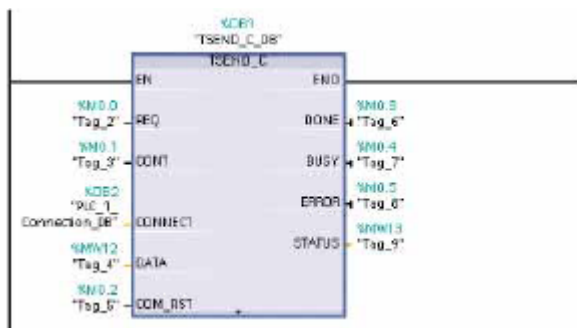 %DB1
"TSEND_C_DB"
TSEND_C
EN ENO
%M0.0 "Tag_2" REQ
DONE %M0.3 "Tag_6"
%M0.1 "Tag_3" CONT
BUSY %M0.4 "Tag_7"
%DB2 "PLC_1_
Connection_DB" CONNECT
ERROR %M0.5 "Tag_8"
%MW12 "Tag_4" DATA
STATUS %MW13 "Tag_9"
%M0.2 "Tag_5" COM_RST